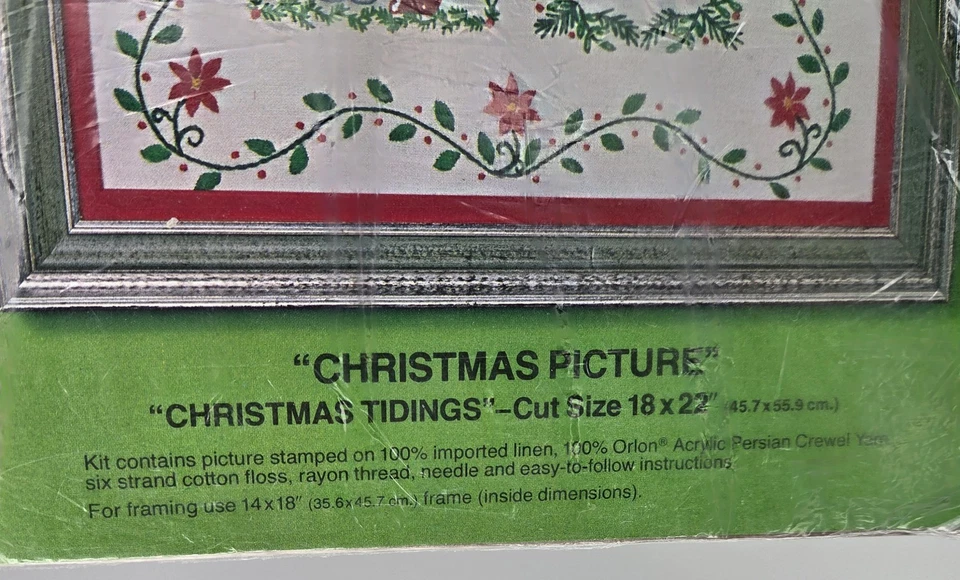 “CHRISTMAS PICTURE”
“CHRISTMAS TIDINGS”–Cut Size 18 x 22″ (45.7 x 55.9 cm.)
Kit contains picture stamped on 100% imported linen, 100% Orlon® Acrylic Persian Crewel Yarn
six strand cotton floss, rayon thread, needle and easy-to-follow instructions.
For framing use 14 x 18″ (35.6 x 45.7 cm.) frame (inside dimensions).